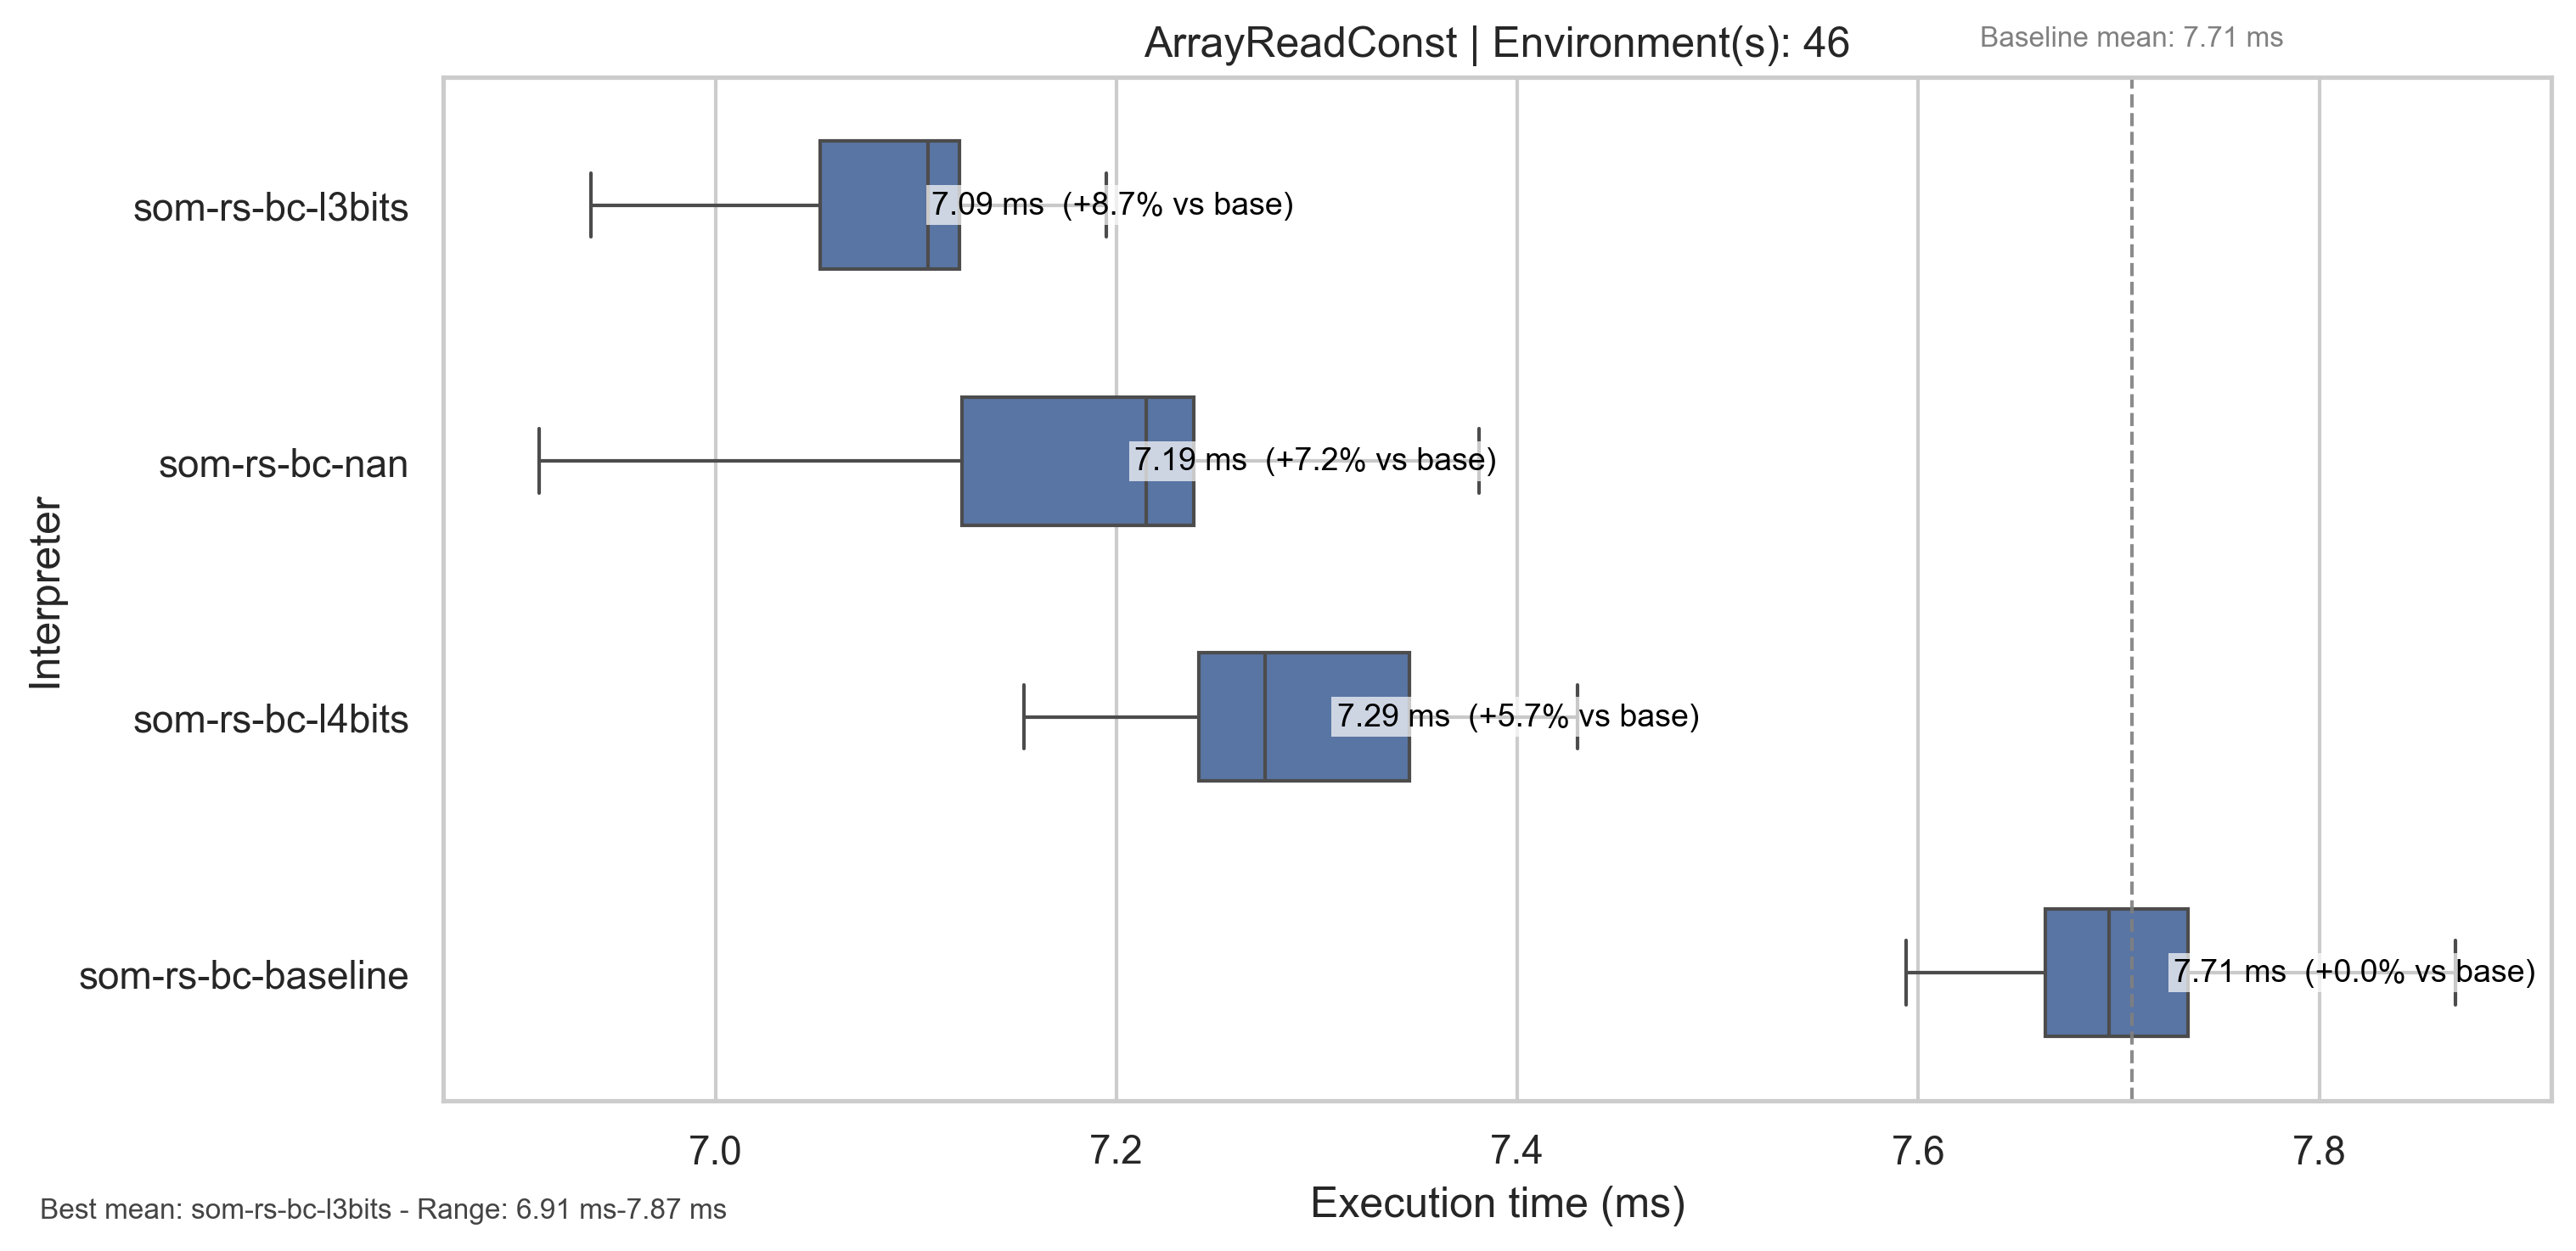 ArrayReadConst | Environment(s): 46
Baseline mean: 7.71 ms
Interpreter
som-rs-bc-l3bits
7.09 ms (+8.7% vs base)
som-rs-bc-nan
7.19 ms (+7.2% vs base)
som-rs-bc-l4bits
7.29 ms (+5.7% vs base)
som-rs-bc-baseline
7.71 ms (+0.0% vs base)
7.0 7.2 7.4 7.6 7.8
Execution time (ms)
Best mean: som-rs-bc-l3bits - Range: 6.91 ms-7.87 ms